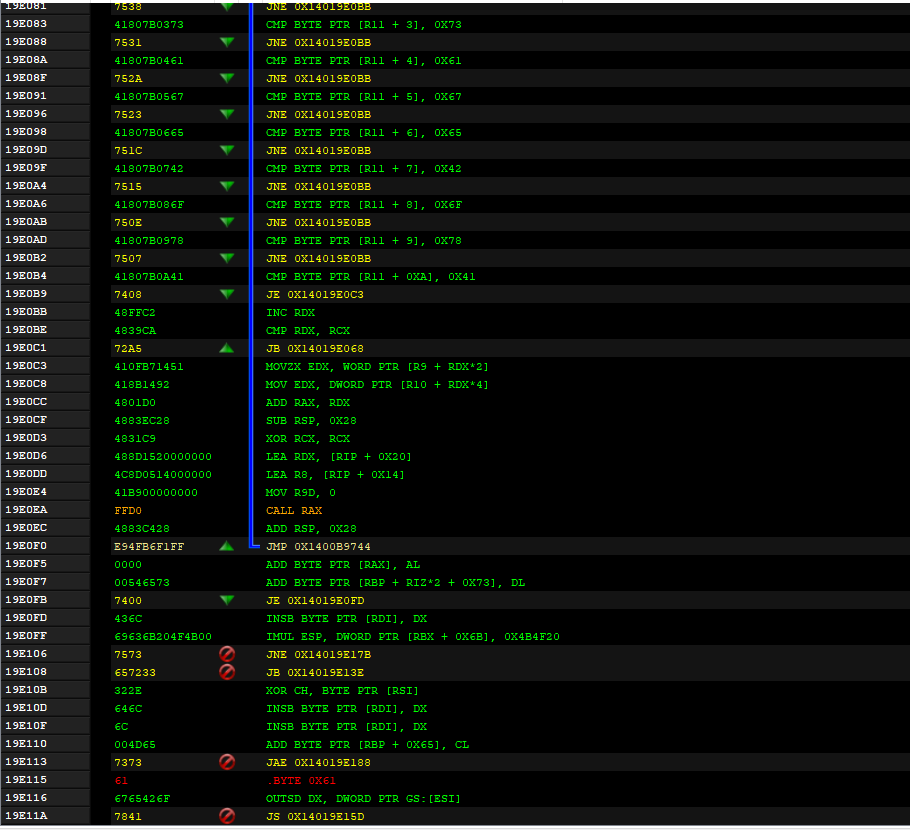 19E081 7538 JNE 0X14019E0BB
19E083 41807B0373 CMP BYTE PTR [R11 + 3], 0X73
19E088 7531 JNE 0X14019E0BB
19E08A 41807B0461 CMP BYTE PTR [R11 + 4], 0X61
19E08F 752A JNE 0X14019E0BB
19E091 41807B0567 CMP BYTE PTR [R11 + 5], 0X67
19E096 7523 JNE 0X14019E0BB
19E098 41807B0665 CMP BYTE PTR [R11 + 6], 0X65
19E09D 751C JNE 0X14019E0BB
19E09F 41807B0742 CMP BYTE PTR [R11 + 7], 0X42
19E0A4 7515 JNE 0X14019E0BB
19E0A6 41807B086F CMP BYTE PTR [R11 + 8], 0X6F
19E0AB 750E JNE 0X14019E0BB
19E0AD 41807B0978 CMP BYTE PTR [R11 + 9], 0X78
19E0B2 7507 JNE 0X14019E0BB
19E0B4 41807B0A41 CMP BYTE PTR [R11 + 0XA], 0X41
19E0B9 7408 JE 0X14019E0C3
19E0BB 48FFC2 INC RDX
19E0BE 4839CA CMP RDX, RCX
19E0C1 72A5 JB 0X14019E068
19E0C3 410FB71451 MOVZX EDX, WORD PTR [R9 + RDX*2]
19E0C8 418B1492 MOV EDX, DWORD PTR [R10 + RDX*4]
19E0CC 4801D0 ADD RAX, RDX
19E0CF 4883EC28 SUB RSP, 0X28
19E0D3 4831C9 XOR RCX, RCX
19E0D6 488D1520000000 LEA RDX, [RIP + 0X20]
19E0DD 4C8D0514000000 LEA R8, [RIP + 0X14]
19E0E4 41B900000000 MOV R9D, 0
19E0EA FFD0 CALL RAX
19E0EC 4883C428 ADD RSP, 0X28
19E0F0 E94FB6F1FF JMP 0X1400B9744
19E0F5 0000 ADD BYTE PTR [RAX], AL
19E0F7 00546573 ADD BYTE PTR [RBP + RIZ*2 + 0X73], DL
19E0FB 7400 JE 0X14019E0FD
19E0FD 436C INSB BYTE PTR [RDI], DX
19E0FF 69636B204F4B00 IMUL ESP, DWORD PTR [RBX + 0X6B], 0X4B4F20
19E106 7573 JNE 0X14019E17B
19E108 657233 JB 0X14019E13E
19E10B 322E XOR CH, BYTE PTR [RSI]
19E10D 646C INSB BYTE PTR [RDI], DX
19E10F 6C INSB BYTE PTR [RDI], DX
19E110 004D65 ADD BYTE PTR [RBP + 0X65], CL
19E113 7373 JAE 0X14019E188
19E115 61 .BYTE 0X61
19E116 6765426F OUTSD DX, DWORD PTR GS:[ESI]
19E11A 7841 JS 0X14019E15D